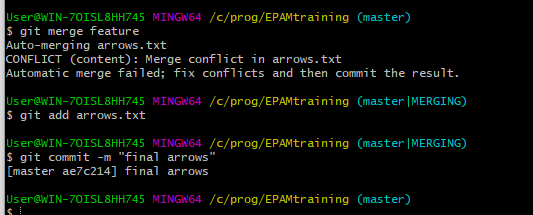 User@WIN-7OISL8HH745 MINGW64 /c/prog/EPAMtraining (master)
$ git merge feature
Auto-merging arrows.txt
CONFLICT (content): Merge conflict in arrows.txt
Automatic merge failed; fix conflicts and then commit the result.
User@WIN-7OISL8HH745 MINGW64 /c/prog/EPAMtraining (master|MERGING)
$ git add arrows.txt
User@WIN-7OISL8HH745 MINGW64 /c/prog/EPAMtraining (master|MERGING)
$ git commit -m "final arrows"
[master ae7c214] final arrows
User@WIN-7OISL8HH745 MINGW64 /c/prog/EPAMtraining (master)
$